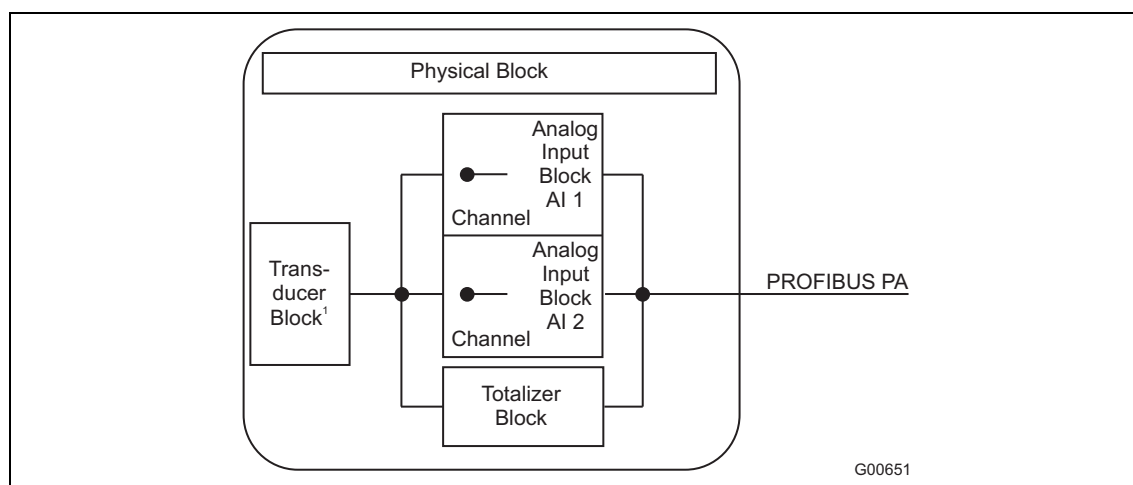 Physical Block
Analog
Input
Block
AI 1
Channel
Analog
Input
Block
AI 2
Channel
Trans-
ducer
Block¹
PROFIBUS PA
Totalizer
Block
G00651